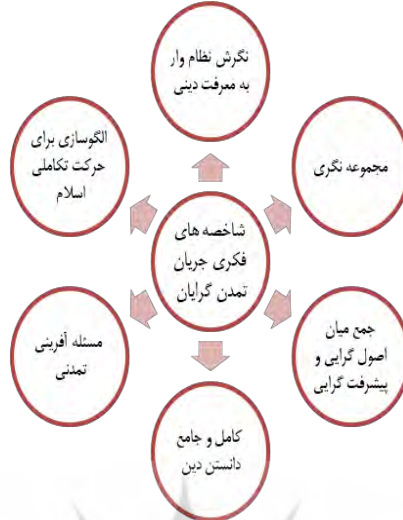 نگرش نظام وار
به معرفت دینی
مجموعه نگری
الگوسازی برای
حرکت تکاملی
اسلام
شاخصه های
فکری جریان
تمدن گرایان
جمع میان
اصول گرایی و
پیشرفت گرایی
مسئله آفرینی
تمدنی
کامل و جامع
دانستن دین